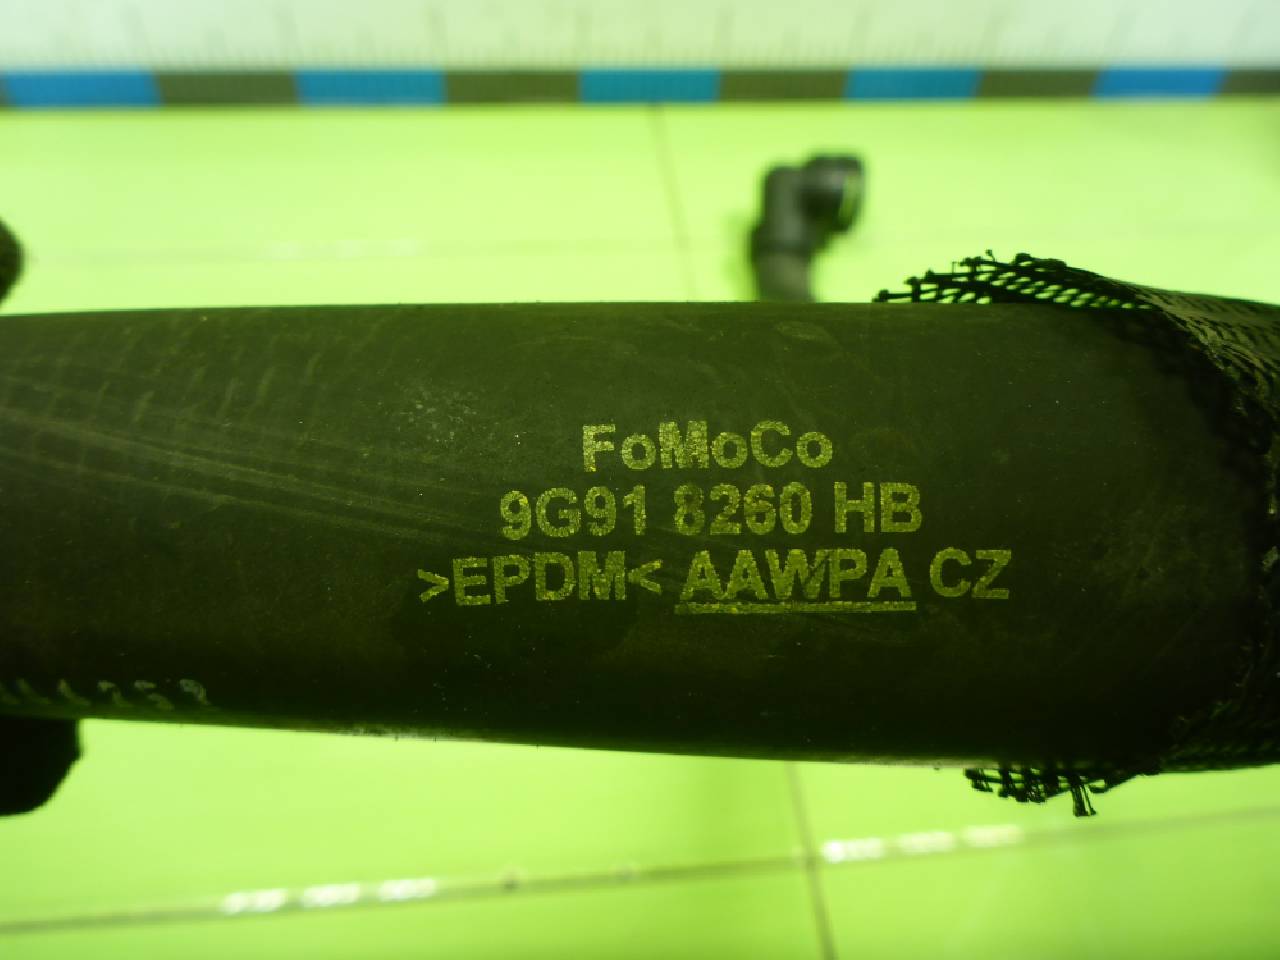 FoMoCo
9G91 8260 HB
>EPDM< AAWPA CZ